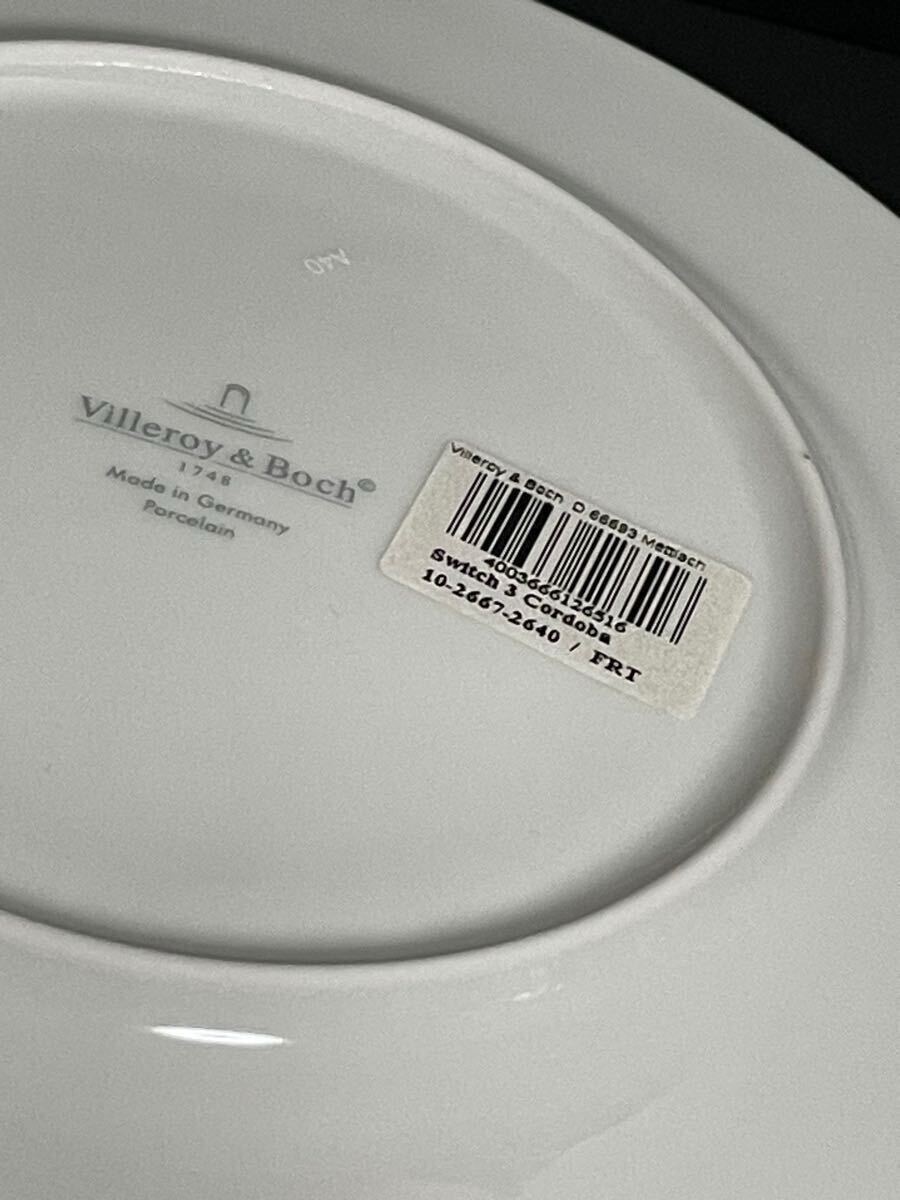 A40
Villeroy & Boch©
1748
Made in Germany
Porcelain
Villeroy & Boch D 66693 Mettlach
4003666126516
Switch 3 Cordoba
10-2667-2640 / FRT